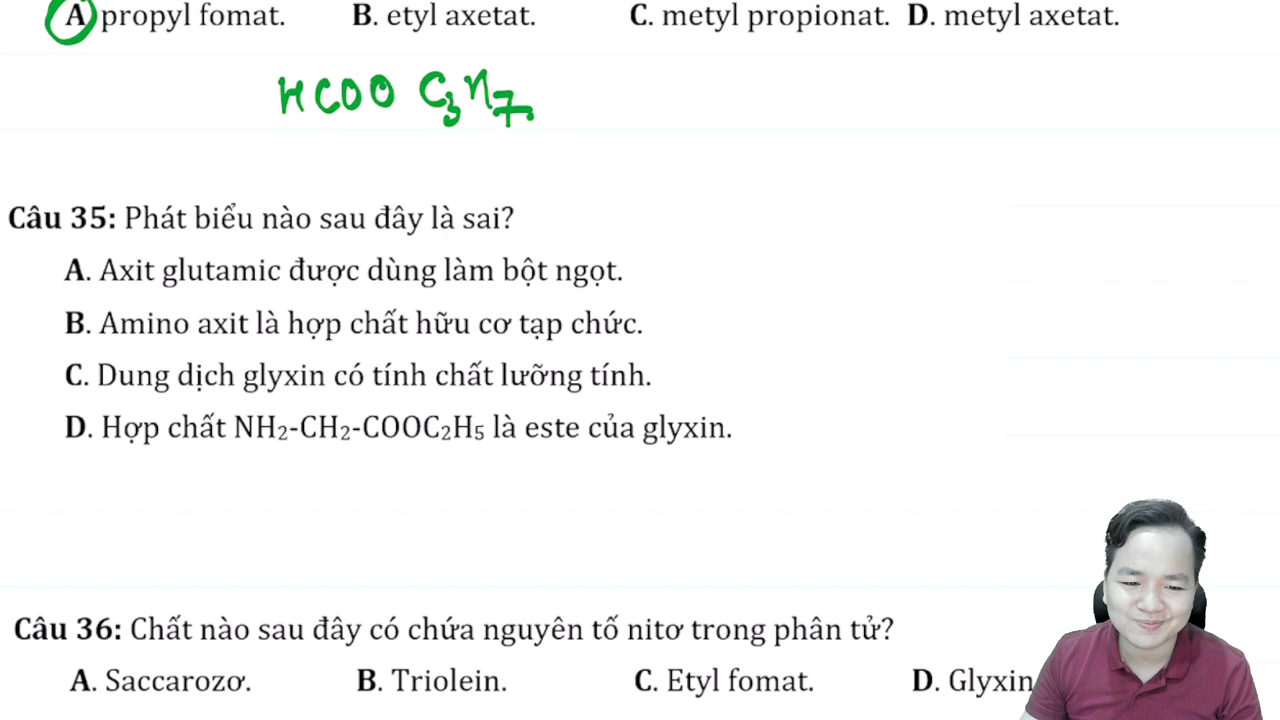 A propyl fomat. B. etyl axetat. C. metyl propionat. D. metyl axetat.
HCOO C₃H₇
Câu 35: Phát biểu nào sau đây là sai?
A. Axit glutamic được dùng làm bột ngọt.
B. Amino axit là hợp chất hữu cơ tạp chức.
C. Dung dịch glyxin có tính chất lưỡng tính.
D. Hợp chất NH₂-CH₂-COOC₂H₅ là este của glyxin.
Câu 36: Chất nào sau đây có chứa nguyên tố nitơ trong phân tử?
A. Saccarozơ. B. Triolein. C. Etyl fomat. D. Glyxin